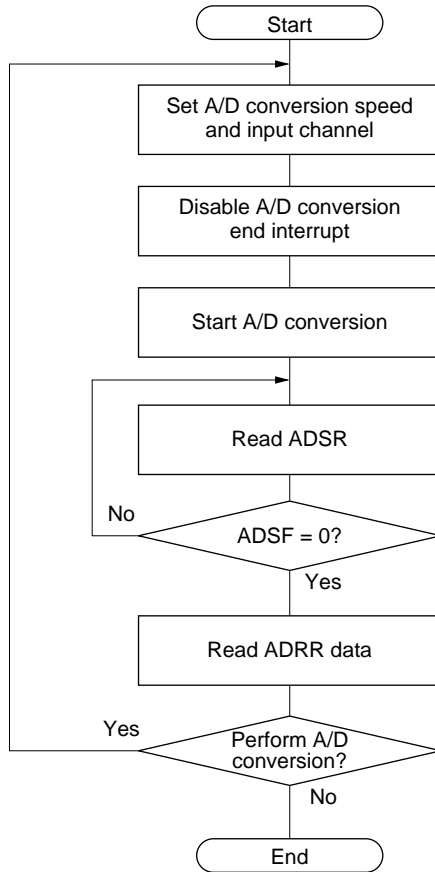 Start
Set A/D conversion speed
and input channel
Disable A/D conversion
end interrupt
Start A/D conversion
Read ADSR
No
ADSF = 0?
Yes
Read ADRR data
Yes
Perform A/D
conversion?
No
End